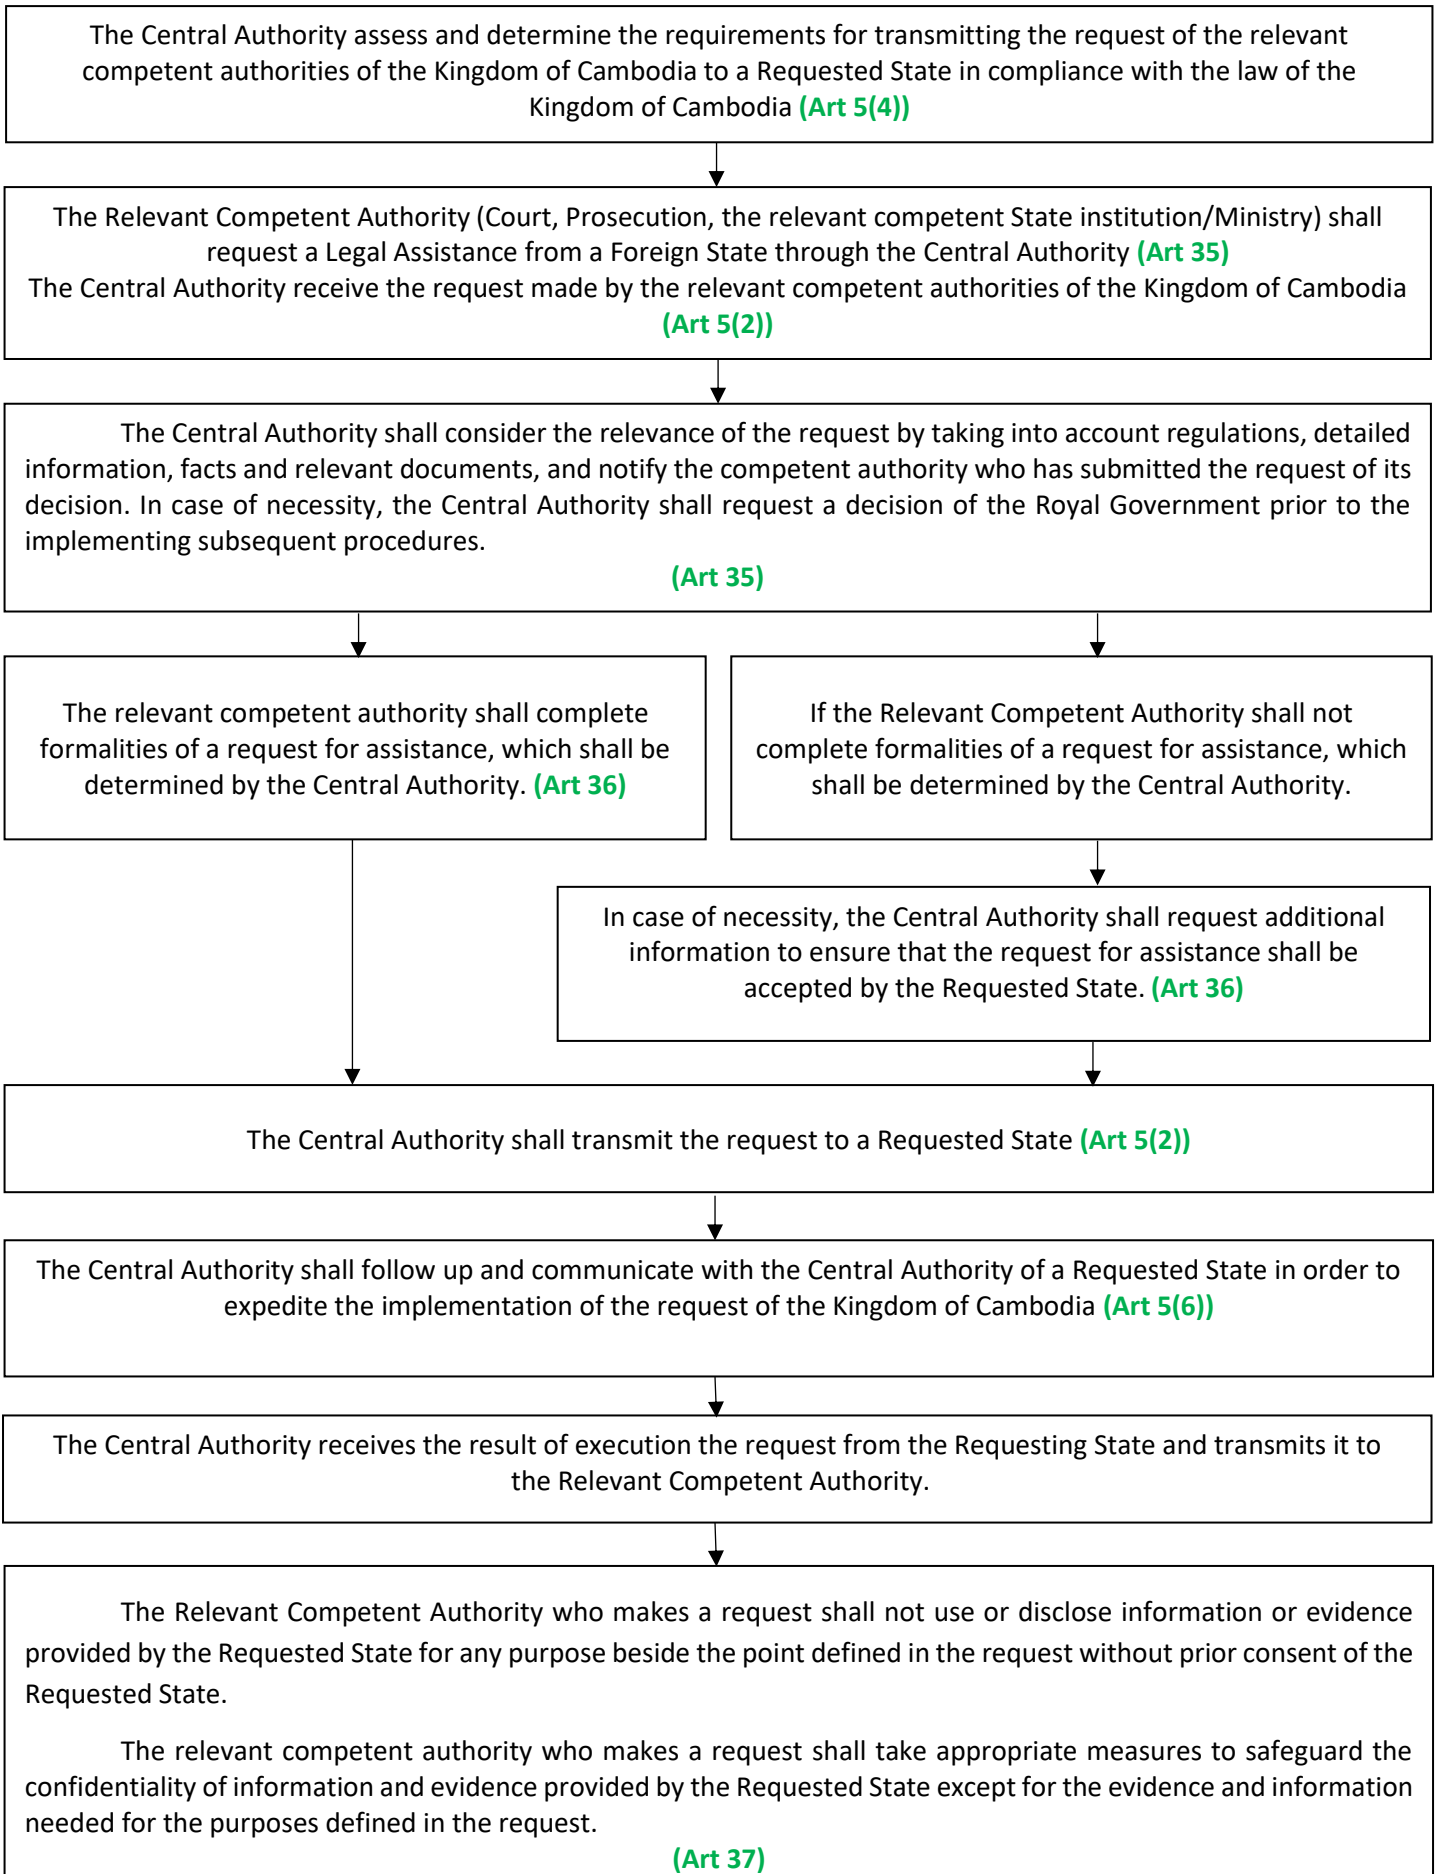 The Central Authority assess and determine the requirements for transmitting the request of the relevant
competent authorities of the Kingdom of Cambodia to a Requested State in compliance with the law of the
Kingdom of Cambodia (Art 5(4))
The Relevant Competent Authority (Court, Prosecution, the relevant competent State institution/Ministry) shall
request a Legal Assistance from a Foreign State through the Central Authority (Art 35)
The Central Authority receive the request made by the relevant competent authorities of the Kingdom of Cambodia
(Art 5(2))
The Central Authority shall consider the relevance of the request by taking into account regulations, detailed
information, facts and relevant documents, and notify the competent authority who has submitted the request of its
decision. In case of necessity, the Central Authority shall request a decision of the Royal Government prior to the
implementing subsequent procedures.
(Art 35)
The relevant competent authority shall complete
formalities of a request for assistance, which shall be
determined by the Central Authority. (Art 36)
If the Relevant Competent Authority shall not
complete formalities of a request for assistance, which
shall be determined by the Central Authority.
In case of necessity, the Central Authority shall request additional
information to ensure that the request for assistance shall be
accepted by the Requested State. (Art 36)
The Central Authority shall transmit the request to a Requested State (Art 5(2))
The Central Authority shall follow up and communicate with the Central Authority of a Requested State in order to
expedite the implementation of the request of the Kingdom of Cambodia (Art 5(6))
The Central Authority receives the result of execution the request from the Requesting State and transmits it to
the Relevant Competent Authority.
The Relevant Competent Authority who makes a request shall not use or disclose information or evidence
provided by the Requested State for any purpose beside the point defined in the request without prior consent of the
Requested State.
The relevant competent authority who makes a request shall take appropriate measures to safeguard the
confidentiality of information and evidence provided by the Requested State except for the evidence and information
needed for the purposes defined in the request.
(Art 37)